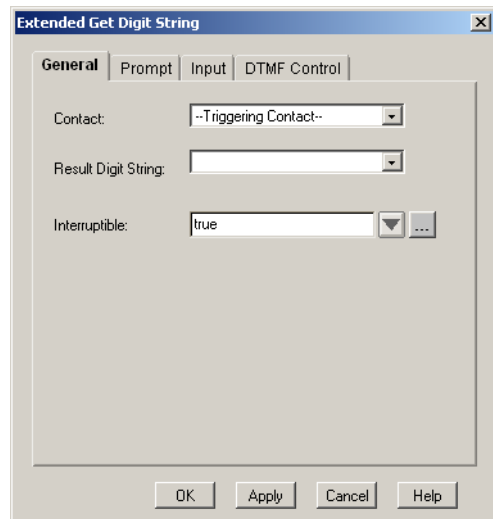 Extended Get Digit String
General Prompt Input DTMF Control
Contact: --Triggering Contact--
Result Digit String:
Interruptible: true ...
OK Apply Cancel Help